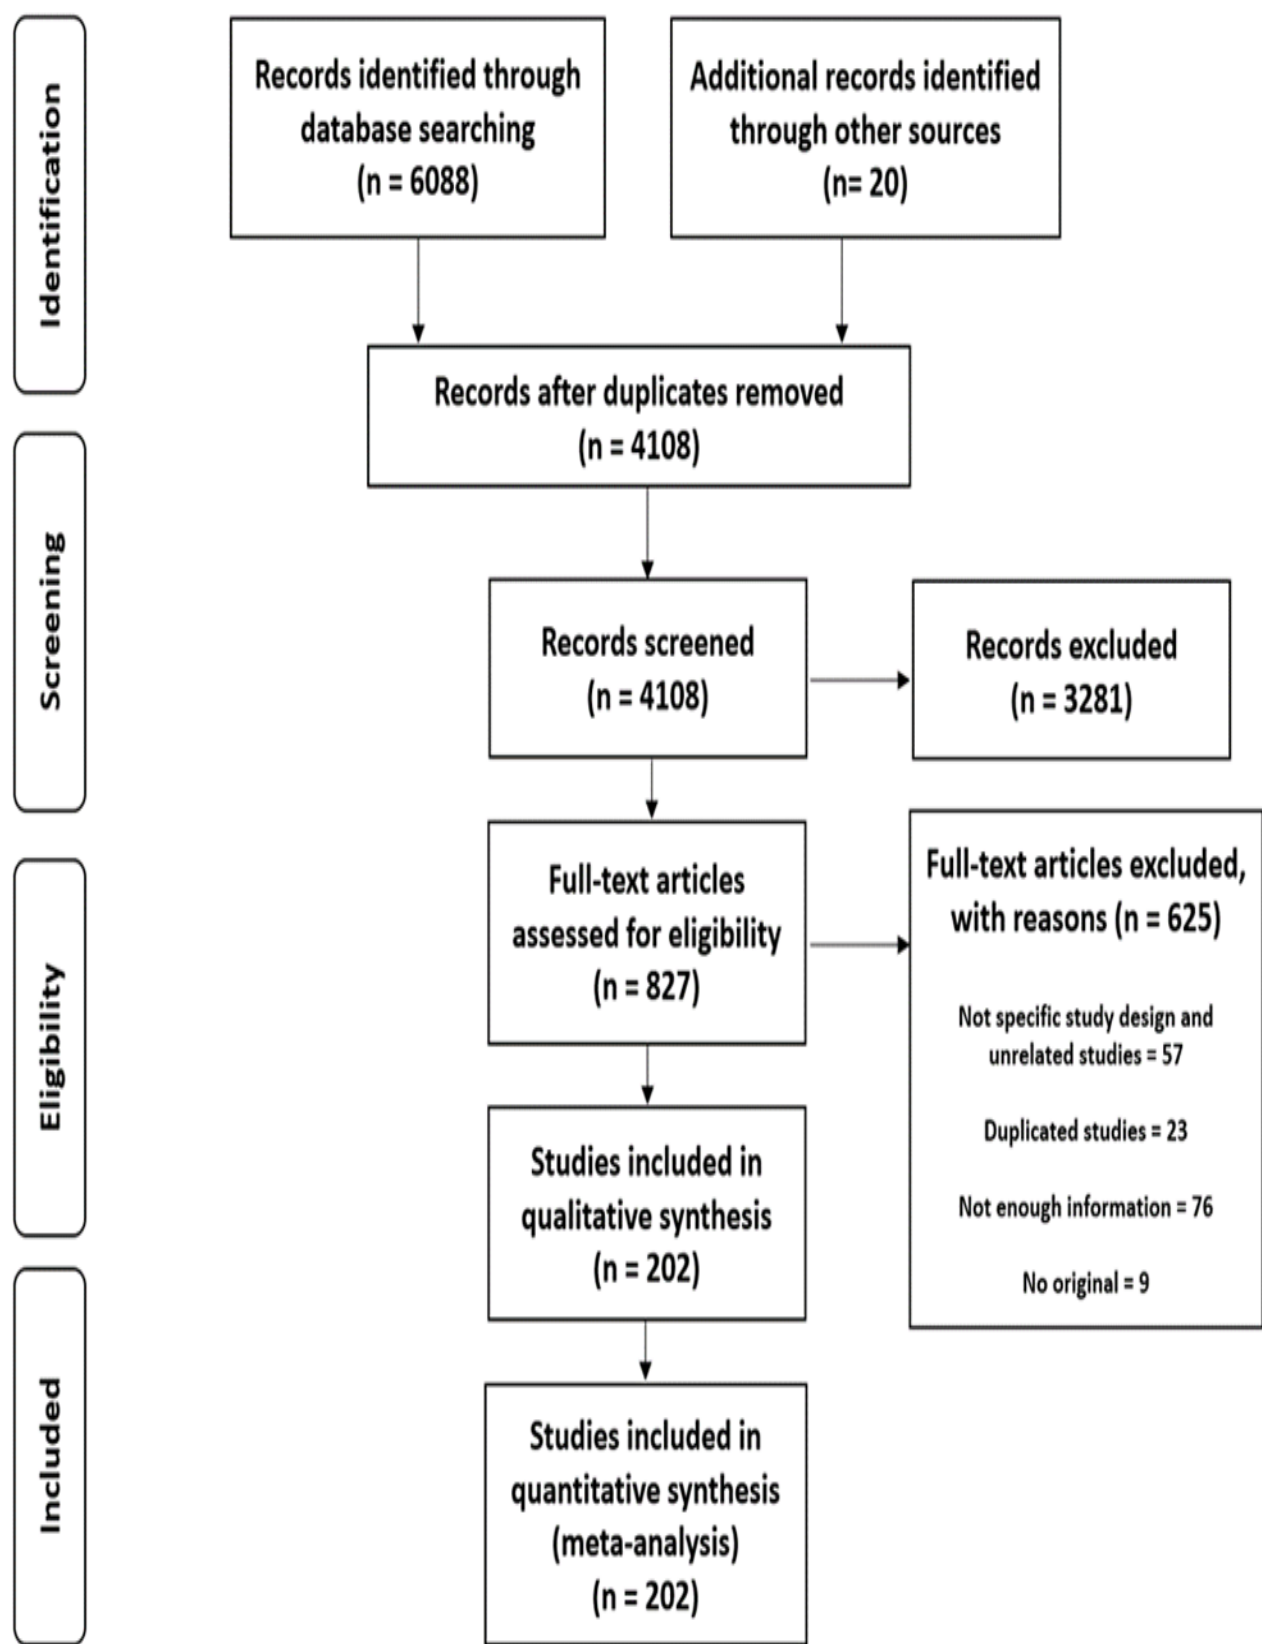 Identification
Records identified through
database searching
(n = 6088)
Additional records identified
through other sources
(n= 20)
Records after duplicates removed
(n = 4108)
Screening
Records screened
(n = 4108)
Records excluded
(n = 3281)
Eligibility
Full-text articles
assessed for eligibility
(n = 827)
Full-text articles excluded,
with reasons (n = 625)
Not specific study design and
unrelated studies = 57
Duplicated studies = 23
Not enough information = 76
No original = 9
Studies included in
qualitative synthesis
(n = 202)
Included
Studies included in
quantitative synthesis
(meta-analysis)
(n = 202)